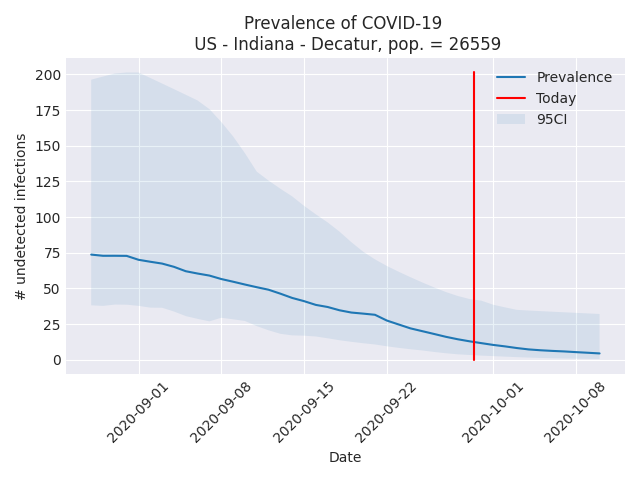 Prevalence of COVID-19
US - Indiana - Decatur, pop. = 26559
# undetected infections
200
175
150
125
100
75
50
25
0
Prevalence
Today
95CI
2020-09-01
2020-09-08
2020-09-15
2020-09-22
2020-10-01
2020-10-08
Date